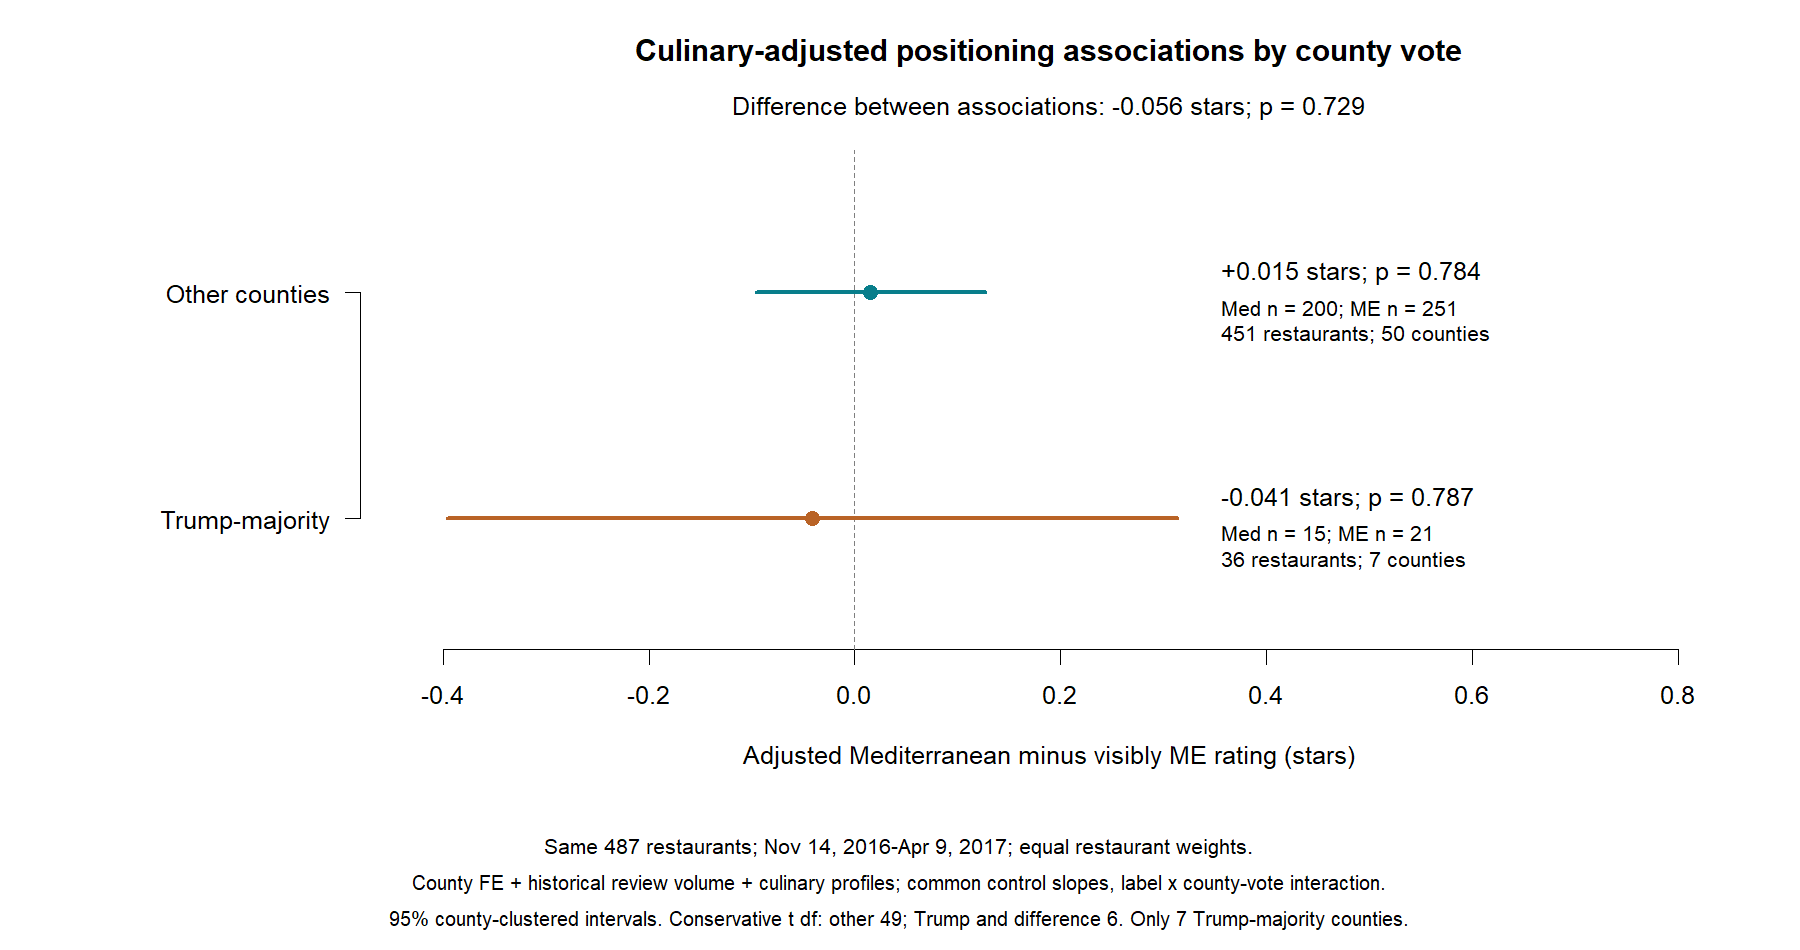 Culinary-adjusted positioning associations by county vote
Difference between associations: -0.056 stars; p = 0.729
Other counties
+0.015 stars; p = 0.784
Med n = 200; ME n = 251
451 restaurants; 50 counties
Trump-majority
-0.041 stars; p = 0.787
Med n = 15; ME n = 21
36 restaurants; 7 counties
-0.4 -0.2 0.0 0.2 0.4 0.6 0.8
Adjusted Mediterranean minus visibly ME rating (stars)
Same 487 restaurants; Nov 14, 2016-Apr 9, 2017; equal restaurant weights.
County FE + historical review volume + culinary profiles; common control slopes, label x county-vote interaction.
95% county-clustered intervals. Conservative t df: other 49; Trump and difference 6. Only 7 Trump-majority counties.